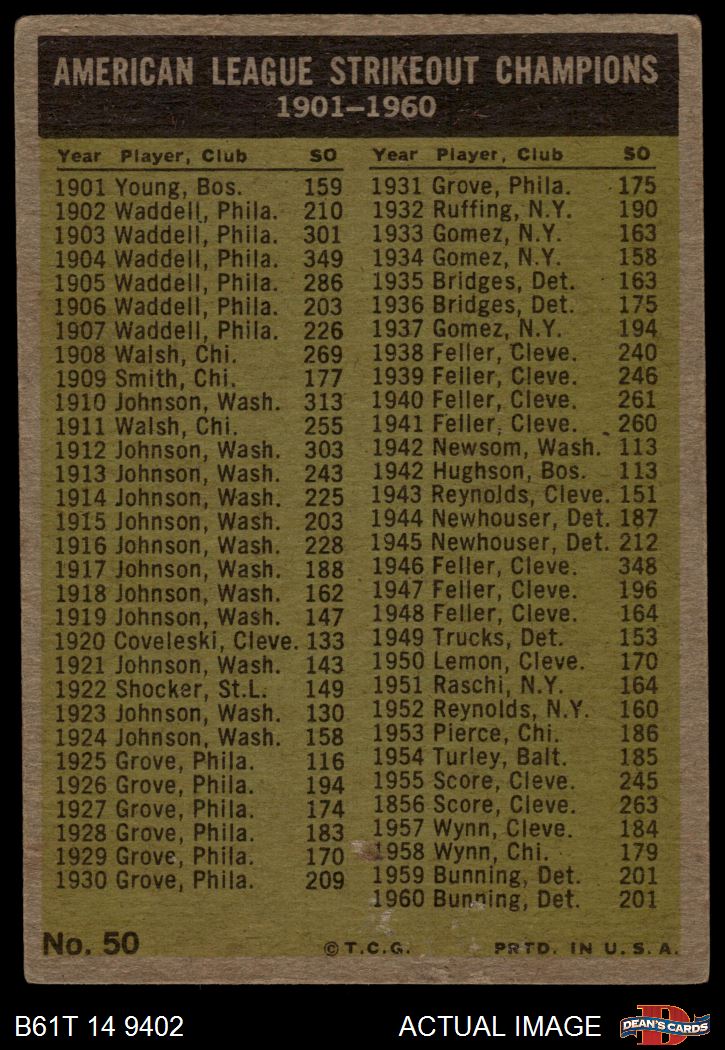 AMERICAN LEAGUE STRIKEOUT CHAMPIONS
1901–1960
Year Player, Club SO
1901 Young, Bos. 159
1902 Waddell, Phila. 210
1903 Waddell, Phila. 301
1904 Waddell, Phila. 349
1905 Waddell, Phila. 286
1906 Waddell, Phila. 203
1907 Waddell, Phila. 226
1908 Walsh, Chi. 269
1909 Smith, Chi. 177
1910 Johnson, Wash. 313
1911 Walsh, Chi. 255
1912 Johnson, Wash. 303
1913 Johnson, Wash. 243
1914 Johnson, Wash. 225
1915 Johnson, Wash. 203
1916 Johnson, Wash. 228
1917 Johnson, Wash. 188
1918 Johnson, Wash. 162
1919 Johnson, Wash. 147
1920 Coveleski, Cleve. 133
1921 Johnson, Wash. 143
1922 Shocker, St.L. 149
1923 Johnson, Wash. 130
1924 Johnson, Wash. 158
1925 Grove, Phila. 116
1926 Grove, Phila. 194
1927 Grove, Phila. 174
1928 Grove, Phila. 183
1929 Grove, Phila. 170
1930 Grove, Phila. 209
Year Player, Club SO
1931 Grove, Phila. 175
1932 Ruffing, N.Y. 190
1933 Gomez, N.Y. 163
1934 Gomez, N.Y. 158
1935 Bridges, Det. 163
1936 Bridges, Det. 175
1937 Gomez, N.Y. 194
1938 Feller, Cleve. 240
1939 Feller, Cleve. 246
1940 Feller, Cleve. 261
1941 Feller, Cleve. 260
1942 Newsom, Wash. 113
1942 Hughson, Bos. 113
1943 Reynolds, Cleve. 151
1944 Newhouser, Det. 187
1945 Newhouser, Det. 212
1946 Feller, Cleve. 348
1947 Feller, Cleve. 196
1948 Feller, Cleve. 164
1949 Trucks, Det. 153
1950 Lemon, Cleve. 170
1951 Raschi, N.Y. 164
1952 Reynolds, N.Y. 160
1953 Pierce, Chi. 186
1954 Turley, Balt. 185
1955 Score, Cleve. 245
1856 Score, Cleve. 263
1957 Wynn, Cleve. 184
1958 Wynn, Chi. 179
1959 Bunning, Det. 201
1960 Bunning, Det. 201
No. 50 © T.C.G. PRTD. IN U.S.A.
B61T 14 9402 ACTUAL IMAGE D DEAN'S CARDS